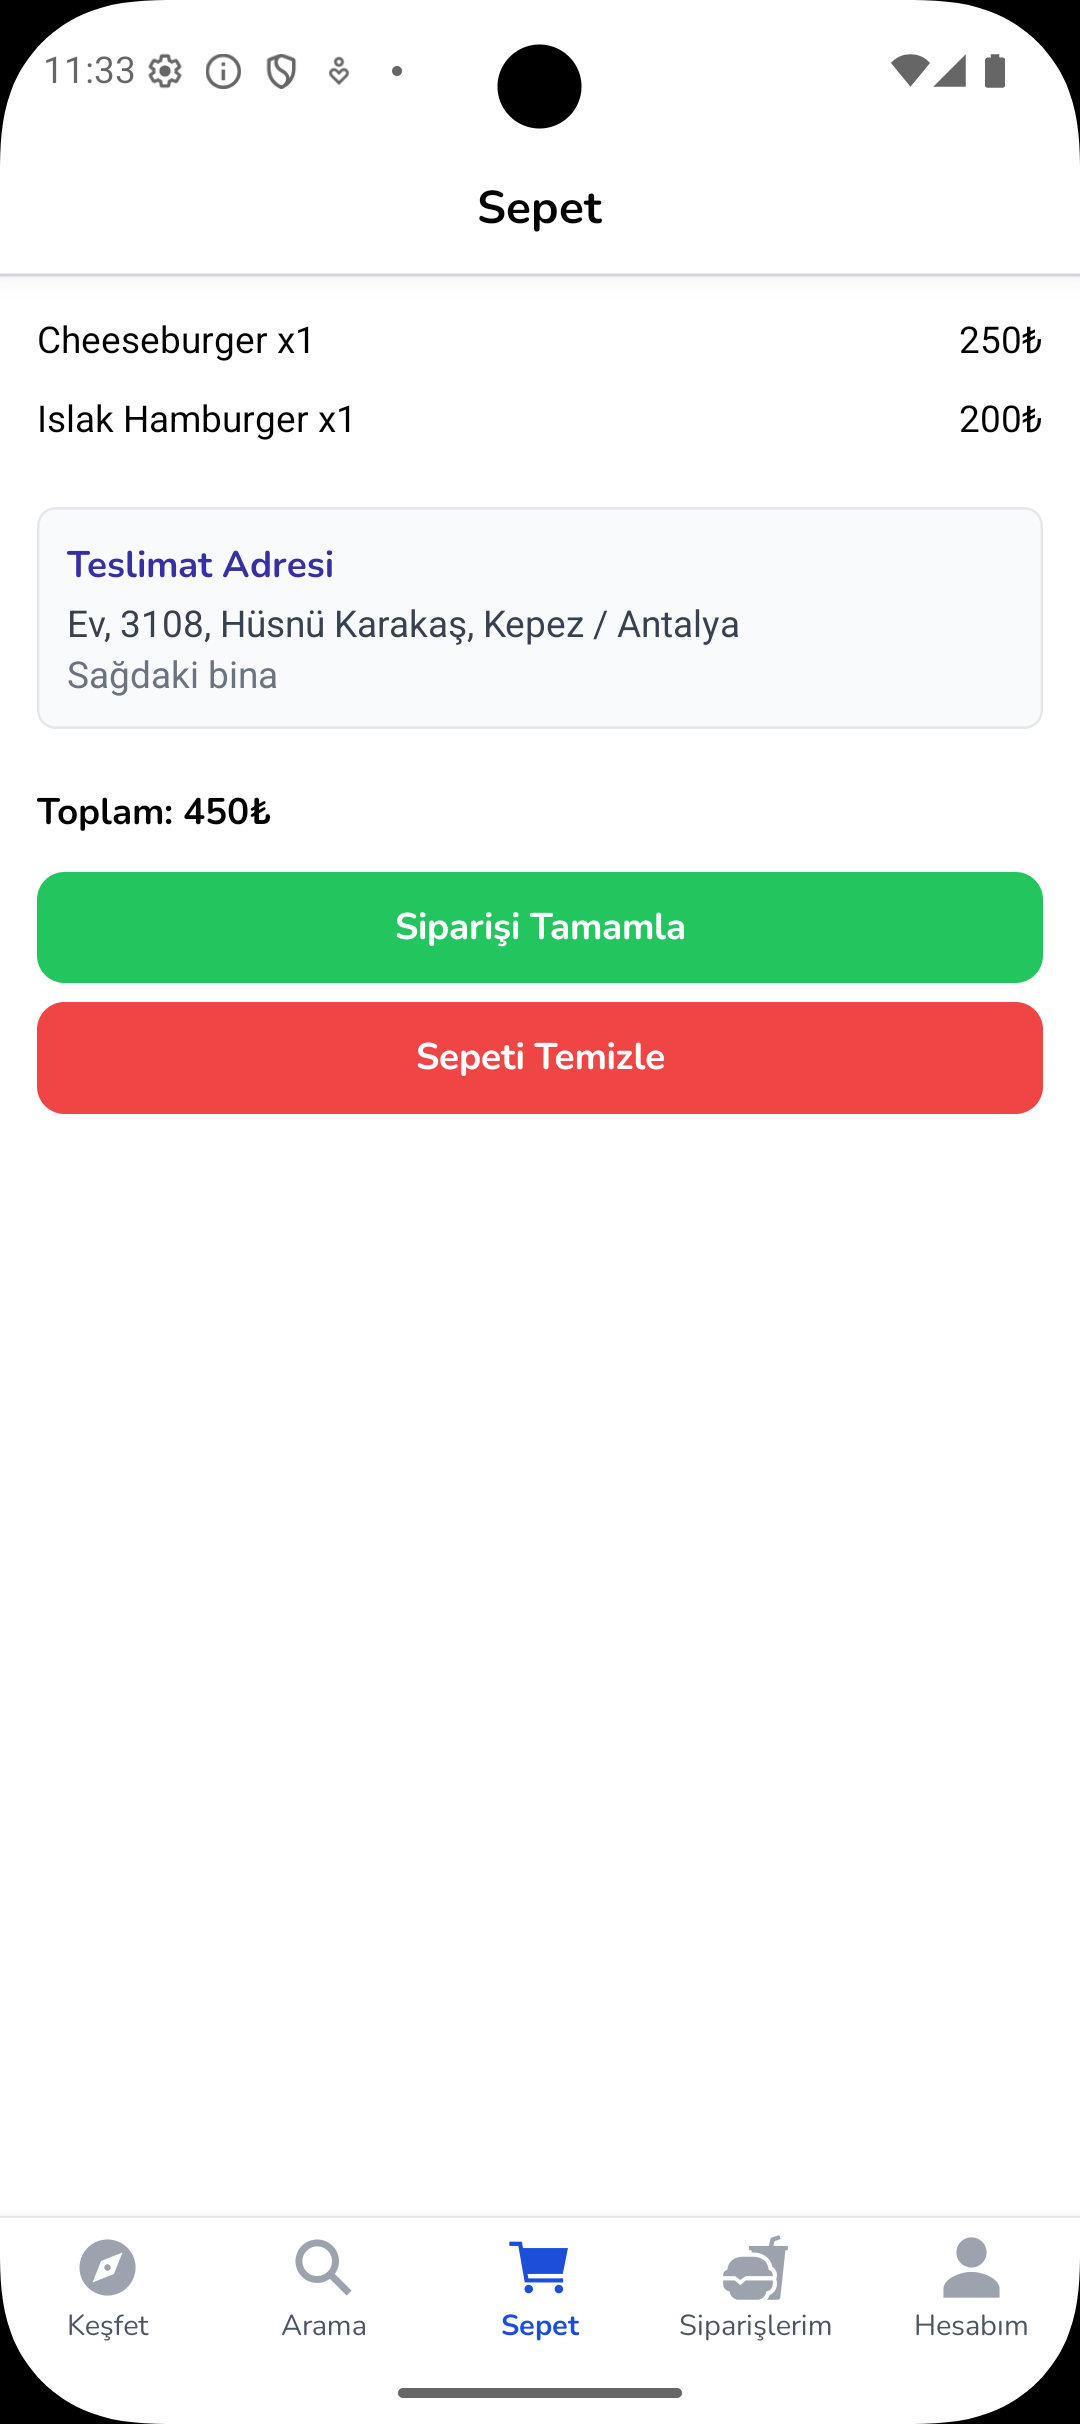 11:33
Sepet
Cheeseburger x1 250₺
Islak Hamburger x1 200₺
Teslimat Adresi
Ev, 3108, Hüsnü Karakaş, Kepez / Antalya
Sağdaki bina
Toplam: 450₺
Siparişi Tamamla
Sepeti Temizle
Keşfet Arama Sepet Siparişlerim Hesabım